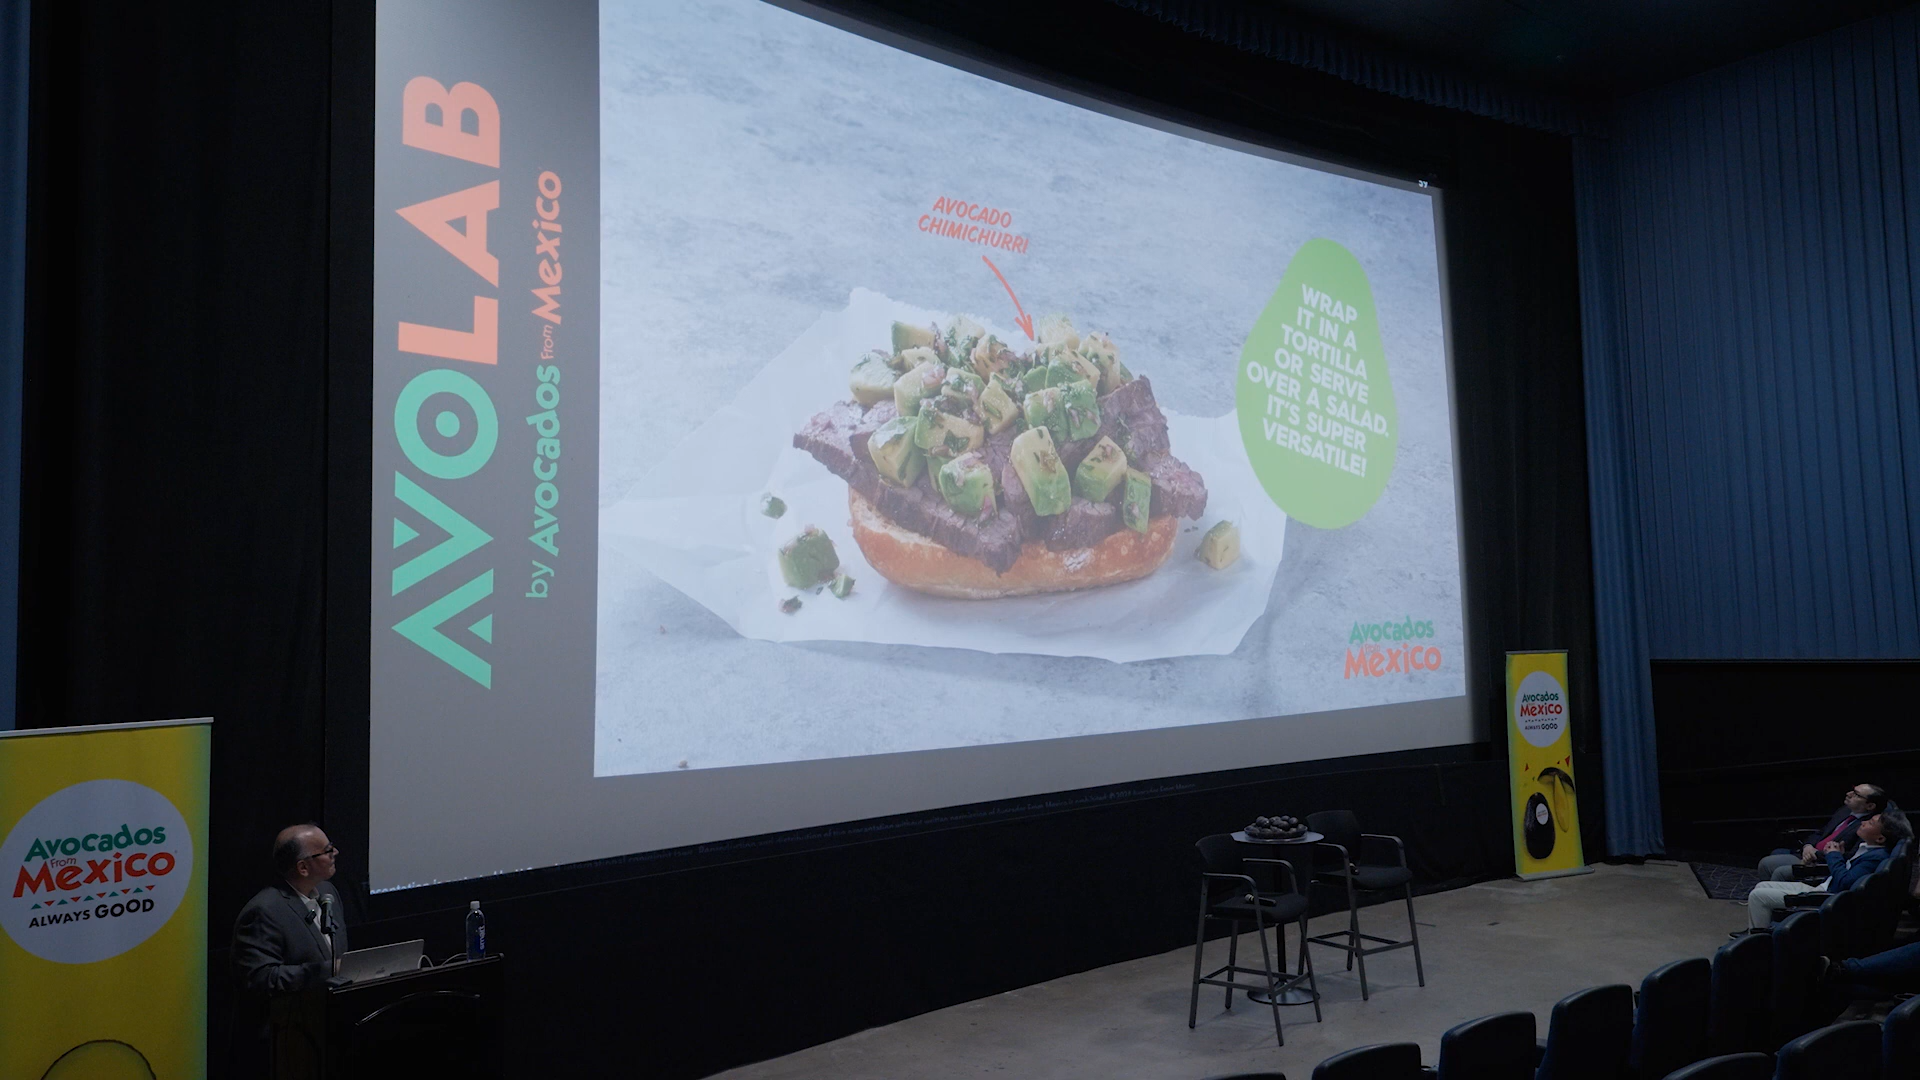 AVOLAB
by Avocados From Mexico
AVOCADO
CHIMICHURRI
WRAP
IT IN A
TORTILLA
OR SERVE
OVER A SALAD.
IT'S SUPER
VERSATILE!
Avocados
From
Mexico
Avocados
From
Mexico
ALWAYS GOOD
Avocados
From
Mexico
ALWAYS GOOD
smart